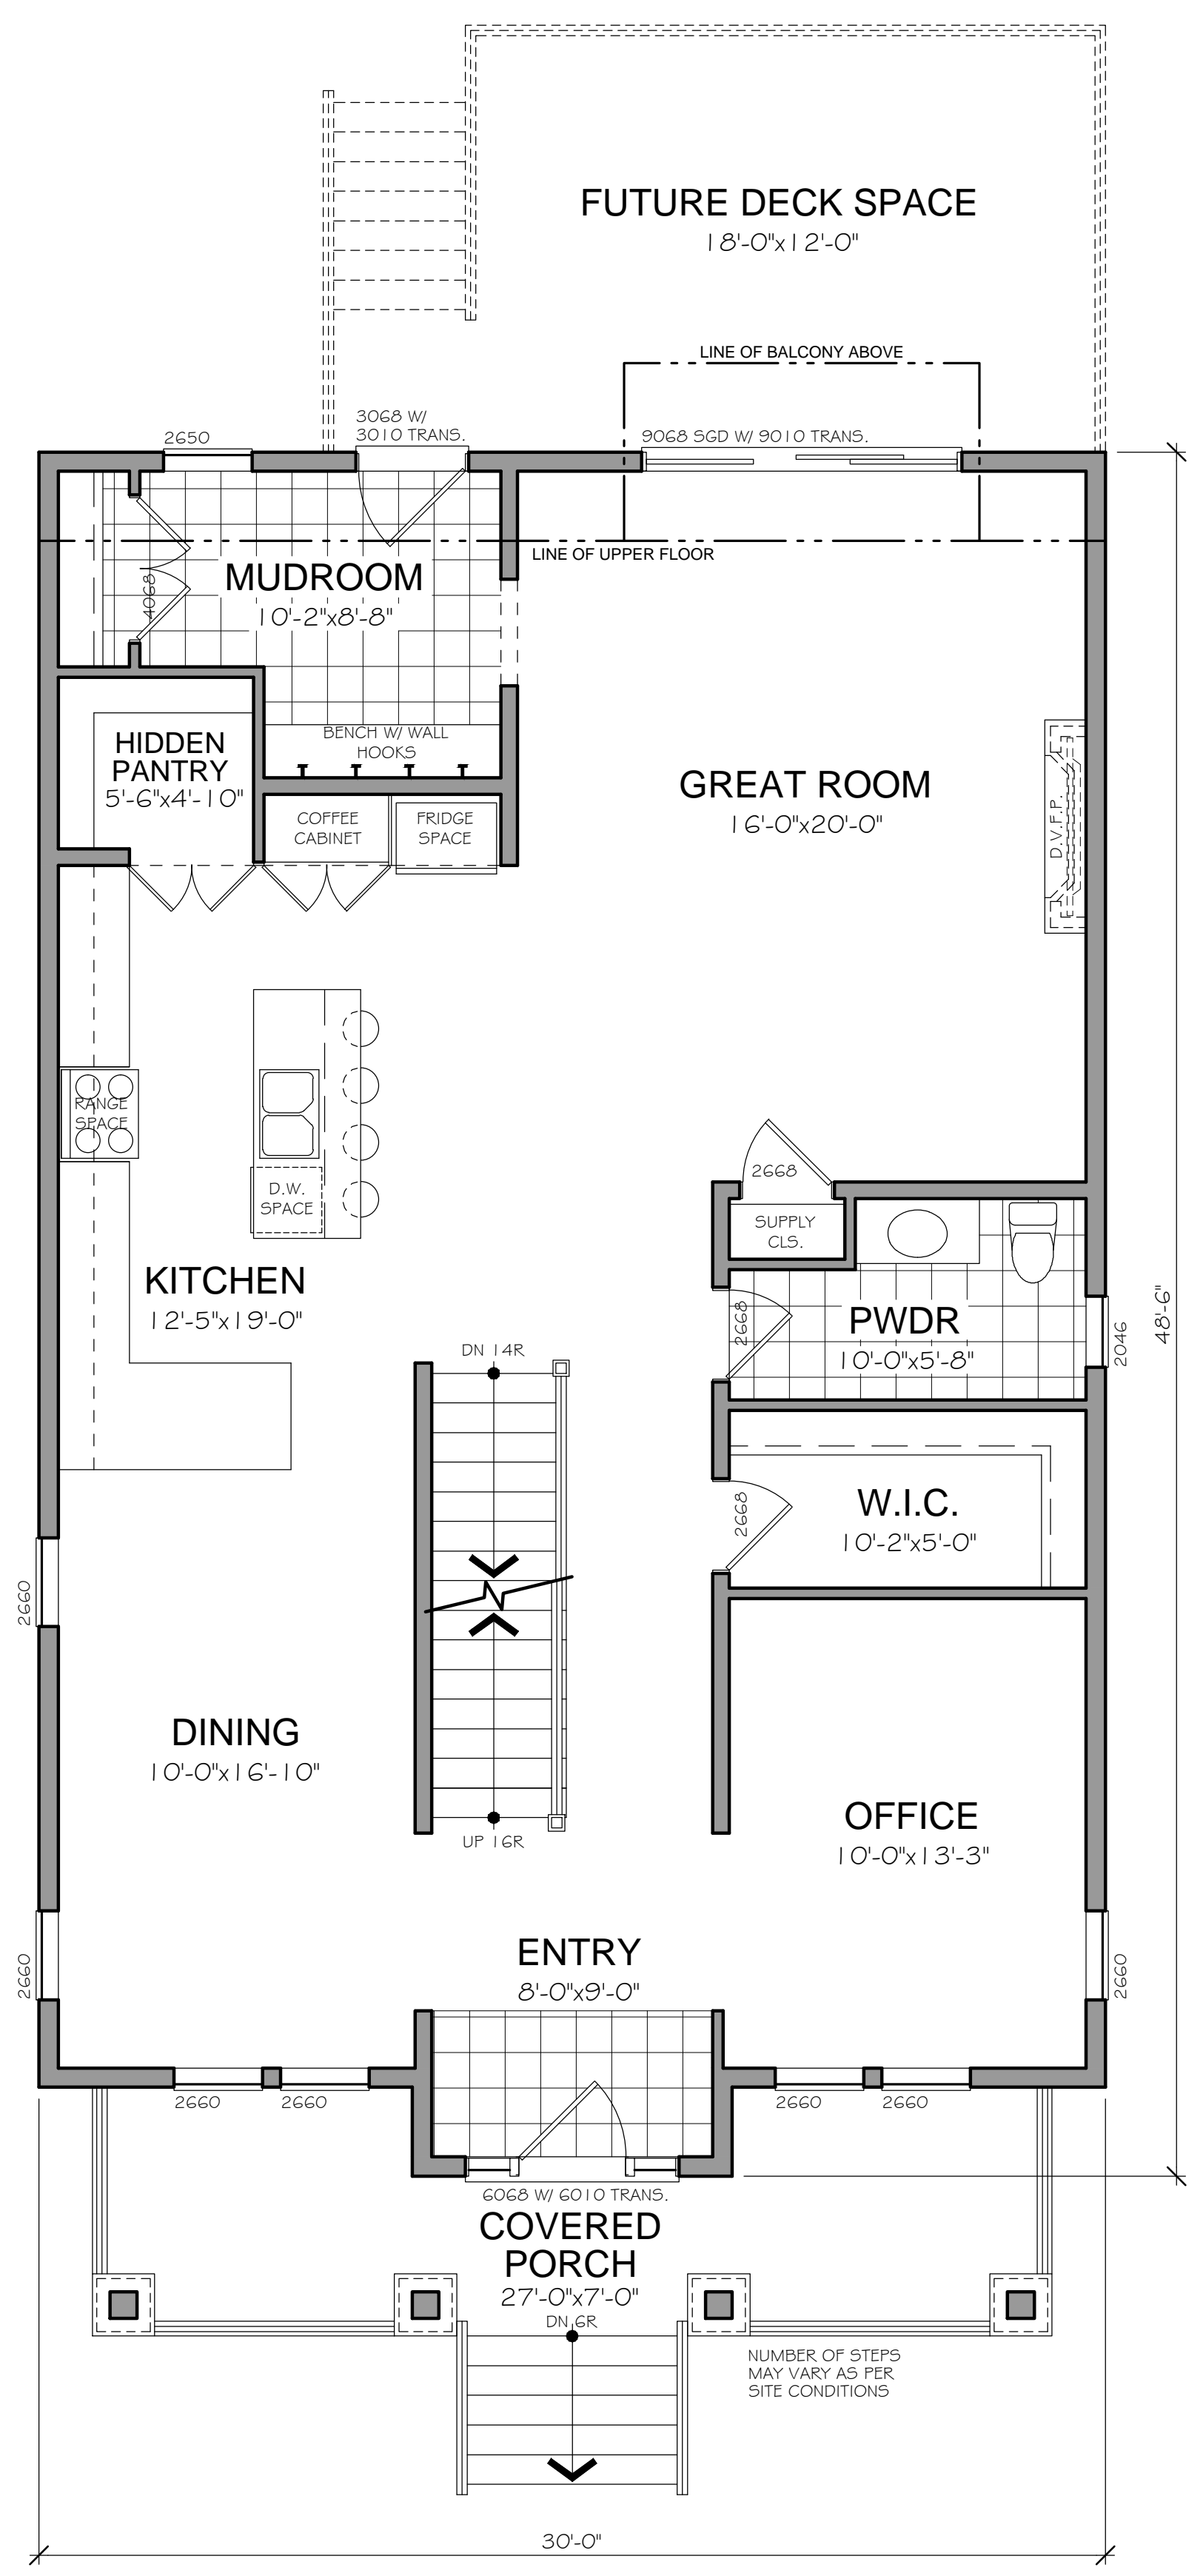 FUTURE DECK SPACE
18'-0"x12'-0"
LINE OF BALCONY ABOVE
3068 W/
3010 TRANS.
2650
9068 SGD W/ 9010 TRANS.
LINE OF UPPER FLOOR
4068
MUDROOM
10'-2"x8'-8"
BENCH W/ WALL
HOOKS
HIDDEN
PANTRY
5'-6"x4'-10"
COFFEE
CABINET
FRIDGE
SPACE
GREAT ROOM
16'-0"x20'-0"
D.V.F.P.
RANGE
SPACE
D.W.
SPACE
2668
SUPPLY
CLS.
KITCHEN
12'-5"x19'-0"
2668
PWDR
10'-0"x5'-8"
2046
48'-6"
DN 14R
2668
W.I.C.
10'-2"x5'-0"
2660
DINING
10'-0"x16'-10"
UP 16R
OFFICE
10'-0"x13'-3"
ENTRY
8'-0"x9'-0"
2660
2660
2660
2660
2660
2660
6068 W/ 6010 TRANS.
COVERED
PORCH
27'-0"x7'-0"
DN 6R
NUMBER OF STEPS
MAY VARY AS PER
SITE CONDITIONS
30'-0"